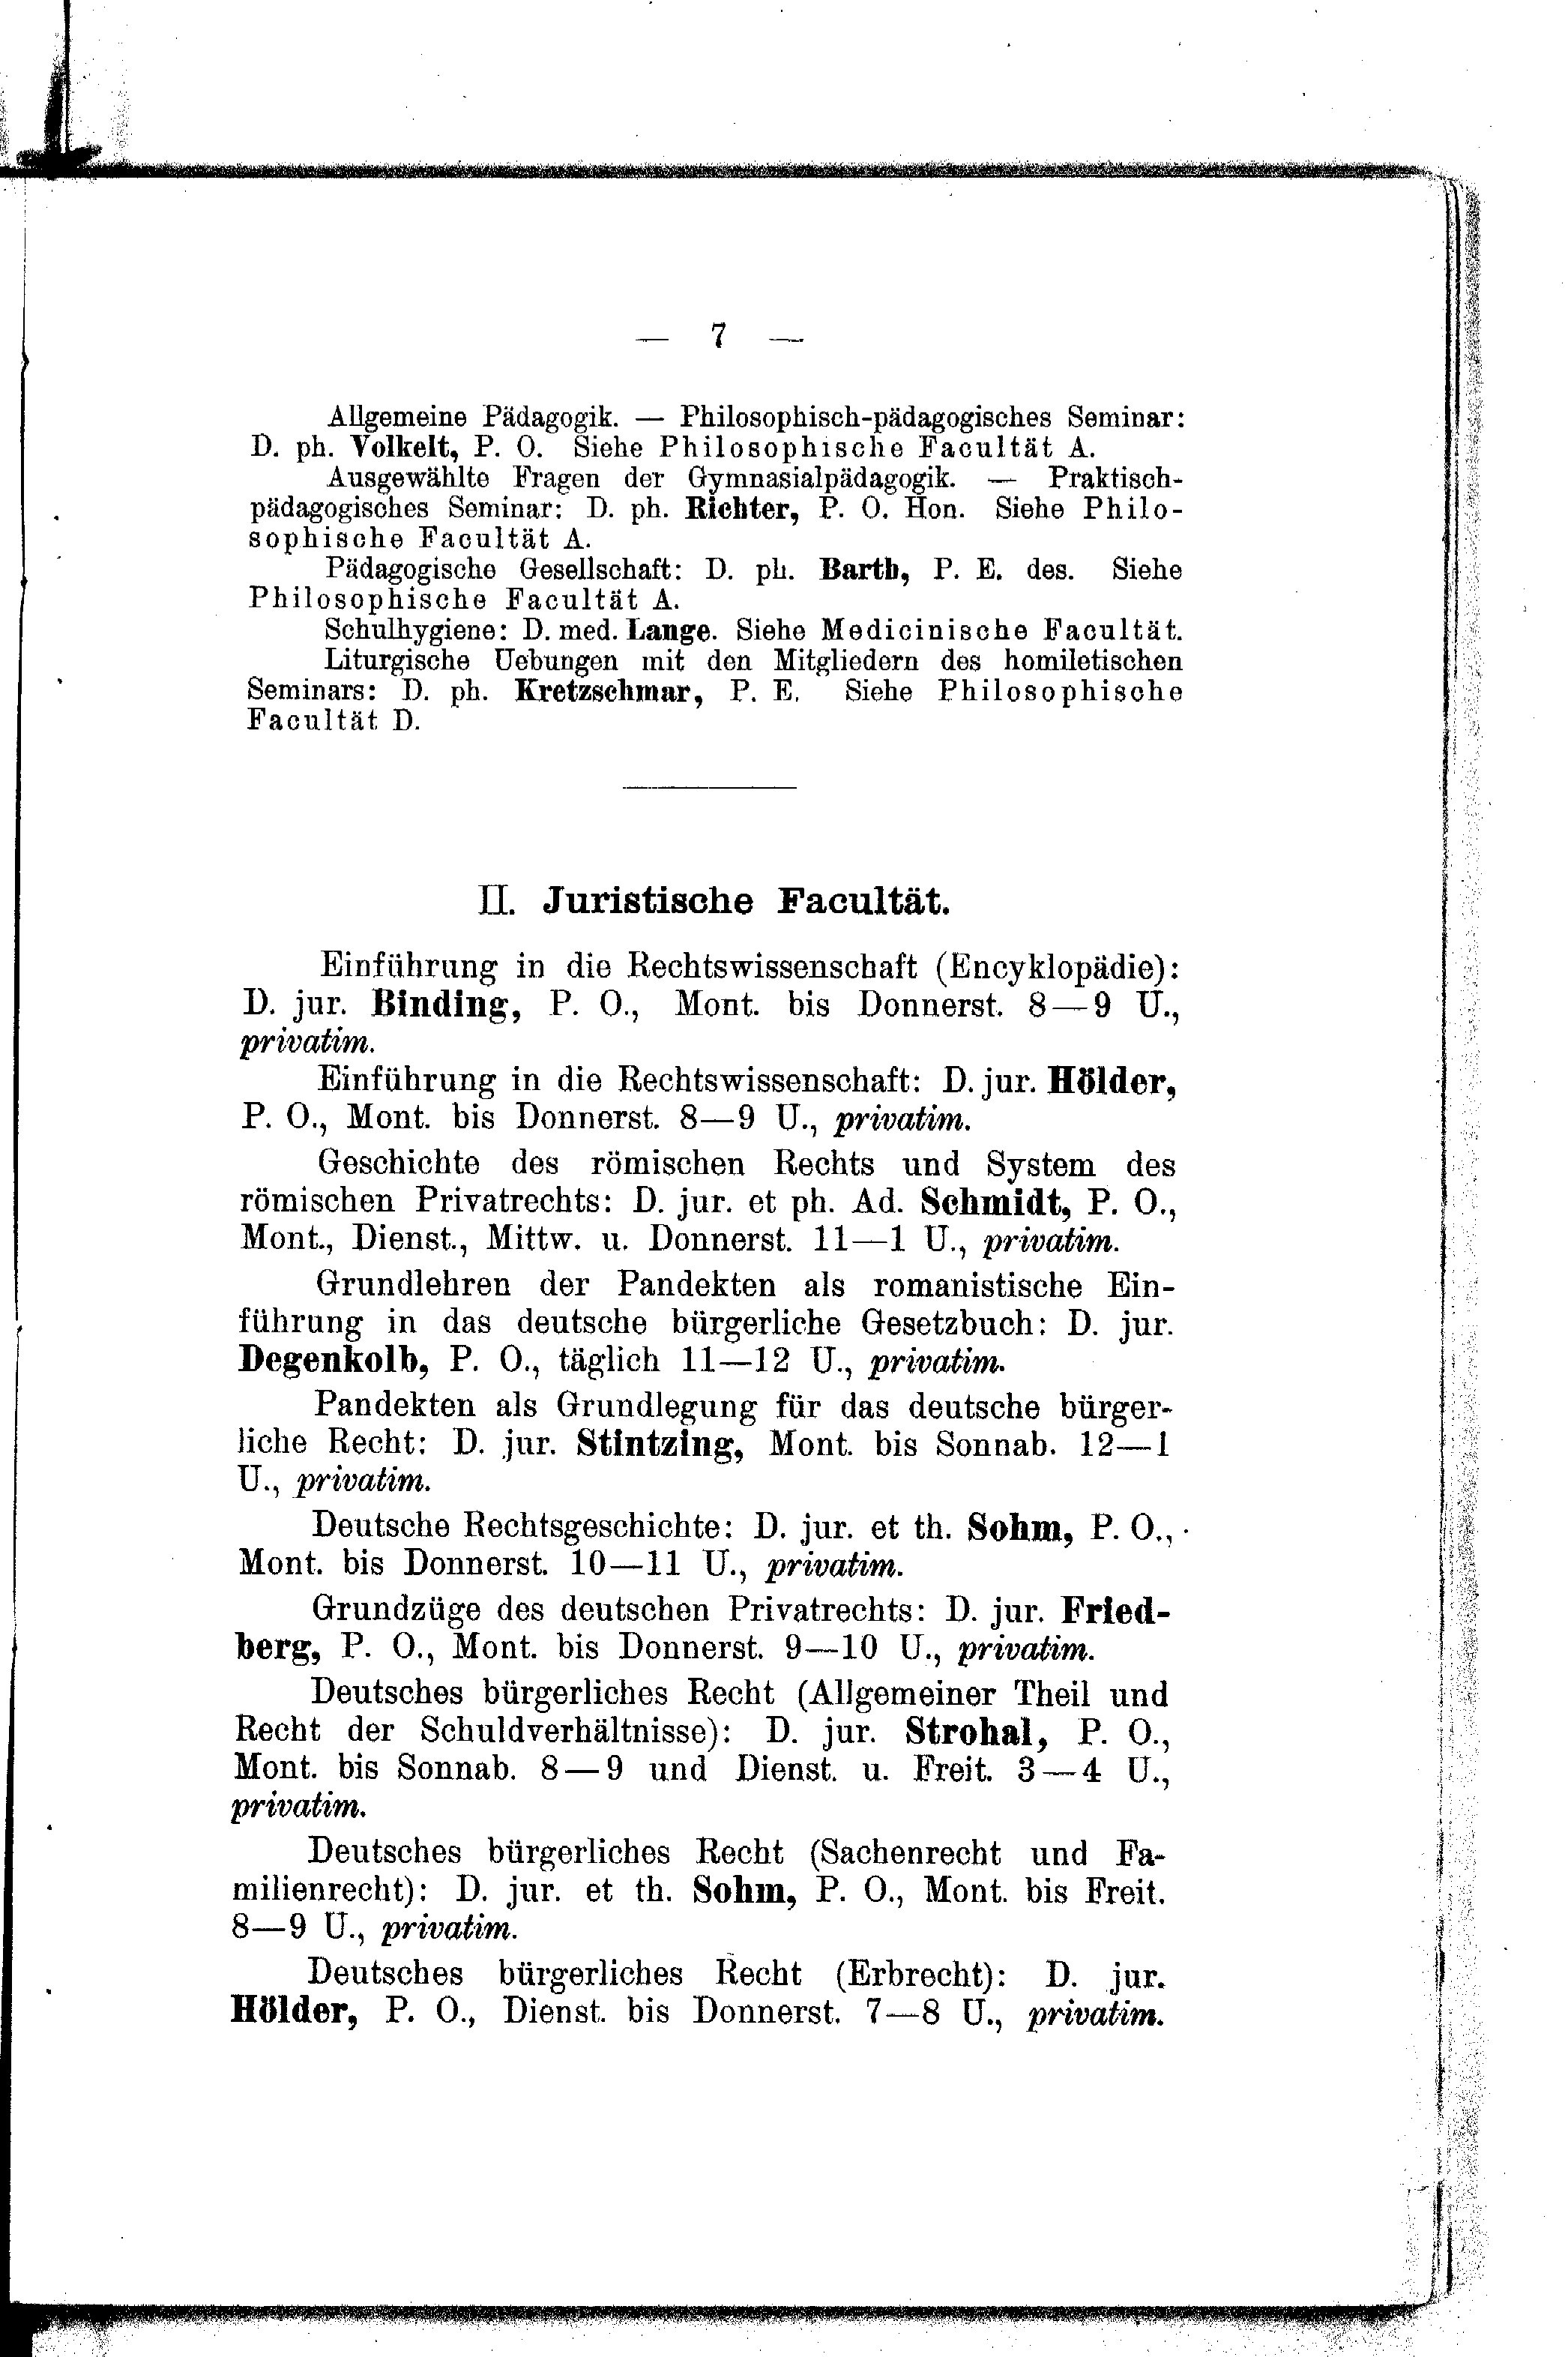 — 7 —
Allgemeine Pädagogik. — Philosophisch-pädagogisches Seminar:
D. ph. Volkelt, P. O. Siehe Philosophische Facultät A.
Ausgewählte Fragen der Gymnasialpädagogik. — Praktisch-
pädagogisches Seminar: D. ph. Richter, P. O. Hon. Siehe Philo-
sophische Facultät A.
Pädagogische Gesellschaft: D. ph. Barth, P. E. des. Siehe
Philosophische Facultät A.
Schulhygiene: D. med. Lange. Siehe Medicinische Facultät.
Liturgische Uebungen mit den Mitgliedern des homiletischen
Seminars: D. ph. Kretzschmar, P. E. Siehe Philosophische
Facultät D.
II. Juristische Facultät.
Einführung in die Rechtswissenschaft (Encyklopädie):
D. jur. Binding, P. O., Mont. bis Donnerst. 8—9 U.,
privatim.
Einführung in die Rechtswissenschaft: D. jur. Hölder,
P. O., Mont. bis Donnerst. 8—9 U., privatim.
Geschichte des römischen Rechts und System des
römischen Privatrechts: D. jur. et ph. Ad. Schmidt, P. O.,
Mont., Dienst., Mittw. u. Donnerst. 11—1 U., privatim.
Grundlehren der Pandekten als romanistische Ein-
führung in das deutsche bürgerliche Gesetzbuch: D. jur.
Degenkolb, P. O., täglich 11—12 U., privatim.
Pandekten als Grundlegung für das deutsche bürger-
liche Recht: D. jur. Stintzing, Mont. bis Sonnab. 12—1
U., privatim.
Deutsche Rechtsgeschichte: D. jur. et th. Sohm, P. O.,
Mont. bis Donnerst. 10—11 U., privatim.
Grundzüge des deutschen Privatrechts: D. jur. Fried-
berg, P. O., Mont. bis Donnerst. 9—10 U., privatim.
Deutsches bürgerliches Recht (Allgemeiner Theil und
Recht der Schuldverhältnisse): D. jur. Strohal, P. O.,
Mont. bis Sonnab. 8—9 und Dienst. u. Freit. 3—4 U.,
privatim.
Deutsches bürgerliches Recht (Sachenrecht und Fa-
milienrecht): D. jur. et th. Sohm, P. O., Mont. bis Freit.
8—9 U., privatim.
Deutsches bürgerliches Recht (Erbrecht): D. jur.
Hölder, P. O., Dienst. bis Donnerst. 7—8 U., privatim.